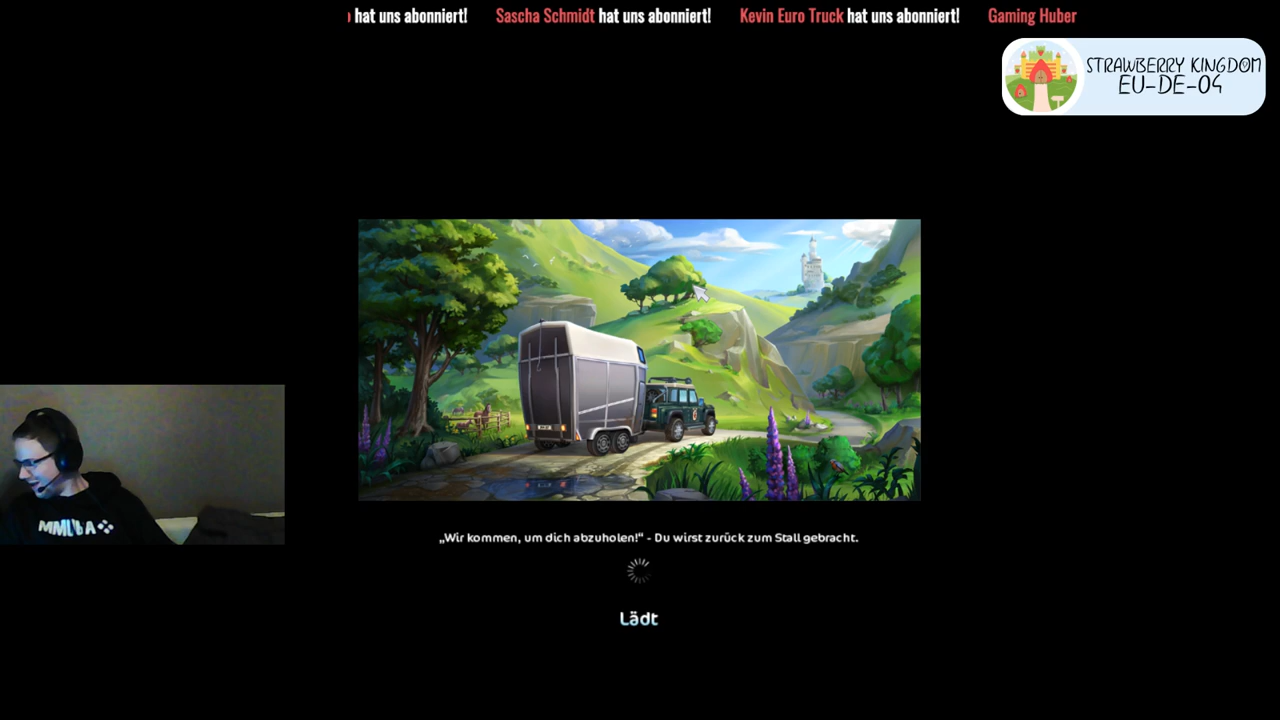 hat uns abonniert! Sascha Schmidt hat uns abonniert! Kevin Euro Truck hat uns abonniert! Gaming Huber
STRAWBERRY KINGDOM
EU-DE-04
„Wir kommen, um dich abzuholen!“ - Du wirst zurück zum Stall gebracht.
Lädt